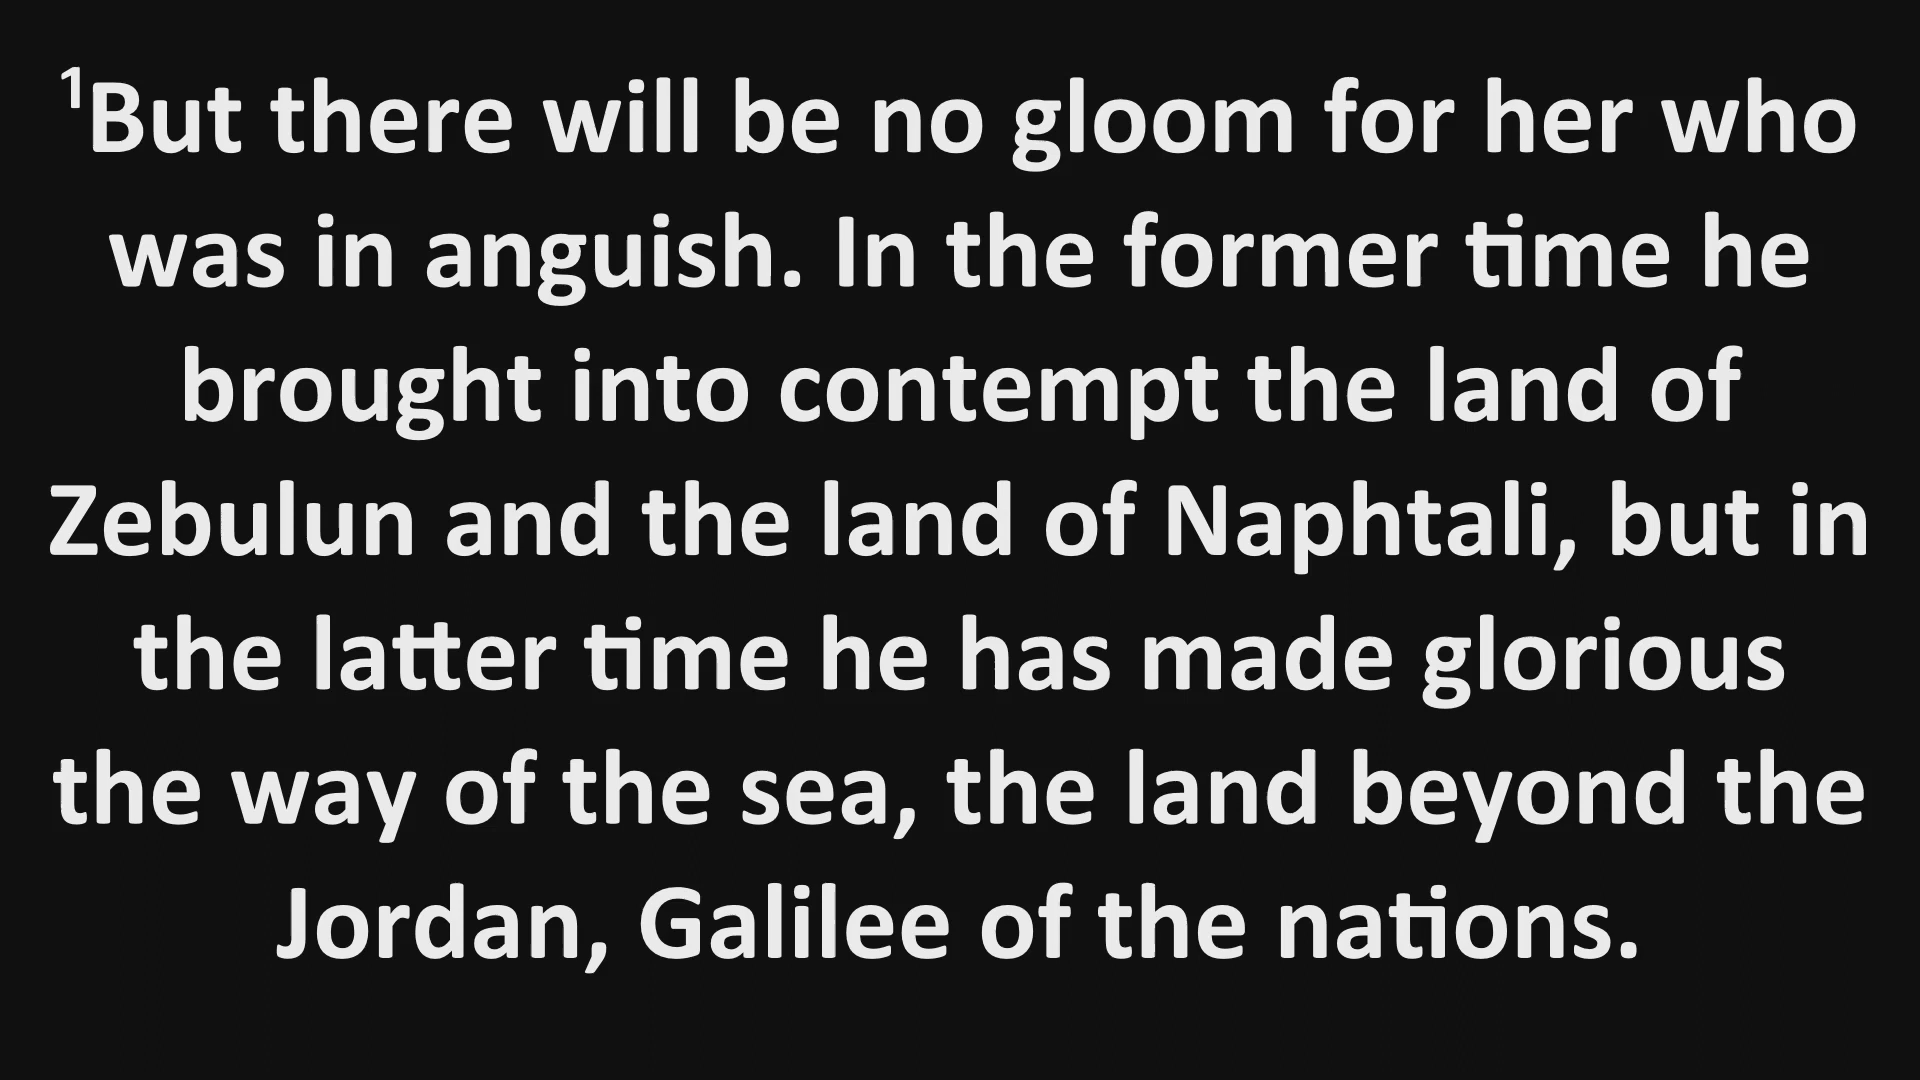 ¹But there will be no gloom for her who
was in anguish. In the former time he
brought into contempt the land of
Zebulun and the land of Naphtali, but in
the latter time he has made glorious
the way of the sea, the land beyond the
Jordan, Galilee of the nations.